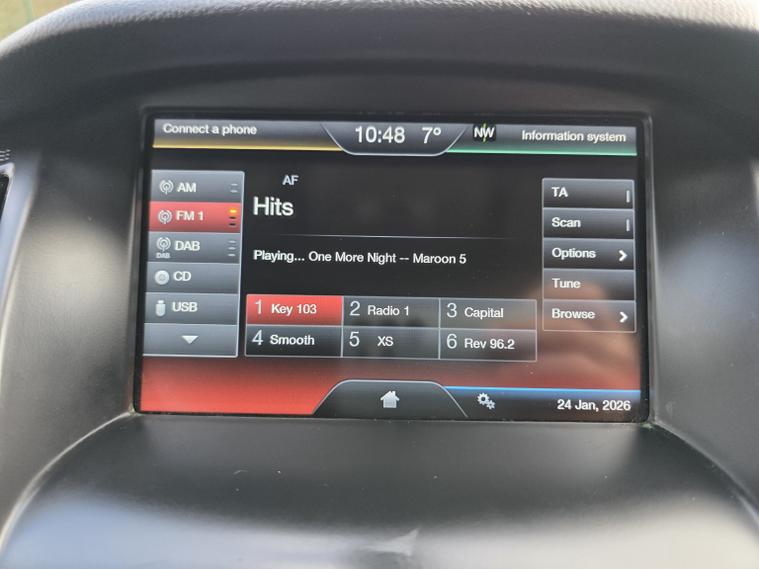 Connect a phone
10:48 7°
NW
Information system
AM
FM 1
DAB
DAB
CD
USB
AF
Hits
Playing... One More Night -- Maroon 5
1 Key 103
2 Radio 1
3 Capital
4 Smooth
5 XS
6 Rev 96.2
TA
Scan
Options
Tune
Browse
24 Jan, 2026